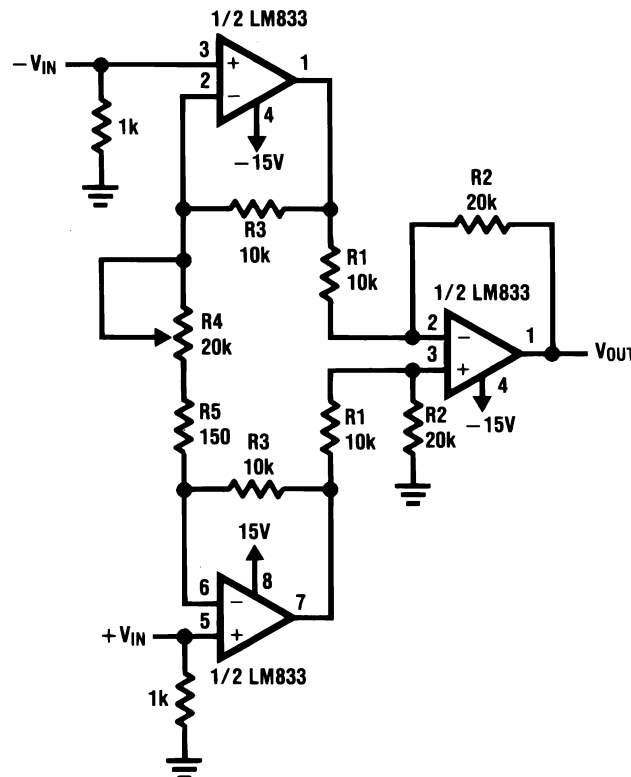 1/2 LM833
−VIN
3
+
1
2
−
4
1k
−15V
R3
10k
R2
20k
R1
10k
1/2 LM833
R4
20k
2
−
1
3
+
VOUT
4
−15V
R5
150
R1
10k
R2
20k
R3
10k
15V
8
6
−
7
5
+
+VIN
1/2 LM833
1k